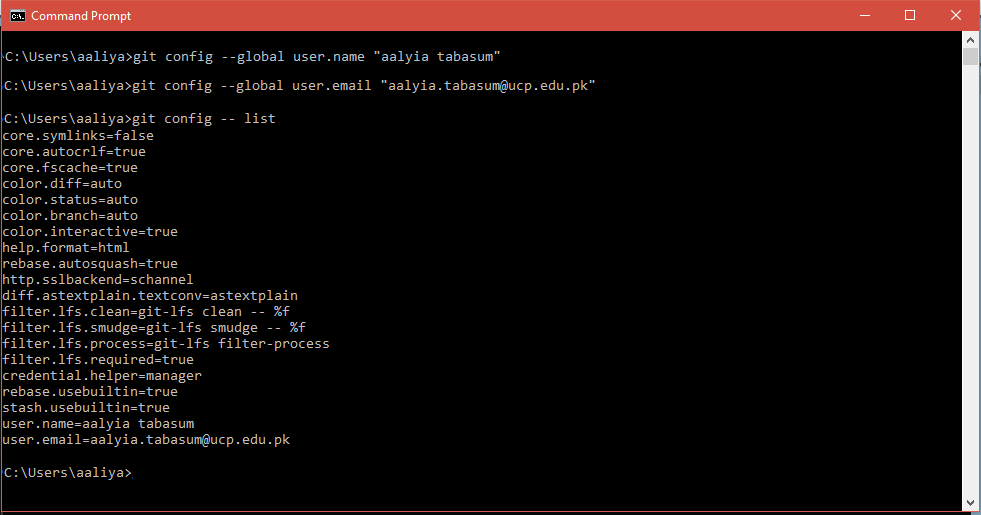 Command Prompt
C:\Users\aaliya>git config --global user.name "aalyia tabasum"
C:\Users\aaliya>git config --global user.email "aalyia.tabasum@ucp.edu.pk"
C:\Users\aaliya>git config -- list
core.symlinks=false
core.autocrlf=true
core.fscache=true
color.diff=auto
color.status=auto
color.branch=auto
color.interactive=true
help.format=html
rebase.autosquash=true
http.sslbackend=schannel
diff.astextplain.textconv=astextplain
filter.lfs.clean=git-lfs clean -- %f
filter.lfs.smudge=git-lfs smudge -- %f
filter.lfs.process=git-lfs filter-process
filter.lfs.required=true
credential.helper=manager
rebase.usebuiltin=true
stash.usebuiltin=true
user.name=aalyia tabasum
user.email=aalyia.tabasum@ucp.edu.pk
C:\Users\aaliya>